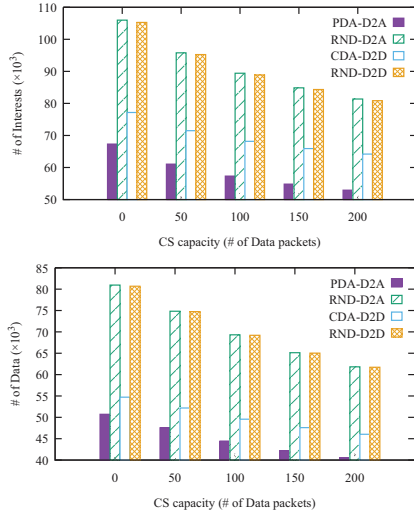 110
100
90
80
70
60
50
# of Interests (×10³)
PDA-D2A
RND-D2A
CDA-D2D
RND-D2D
0 50 100 150 200
CS capacity (# of Data packets)
85
80
75
70
65
60
55
50
45
40
# of Data (×10³)
PDA-D2A
RND-D2A
CDA-D2D
RND-D2D
0 50 100 150 200
CS capacity (# of Data packets)